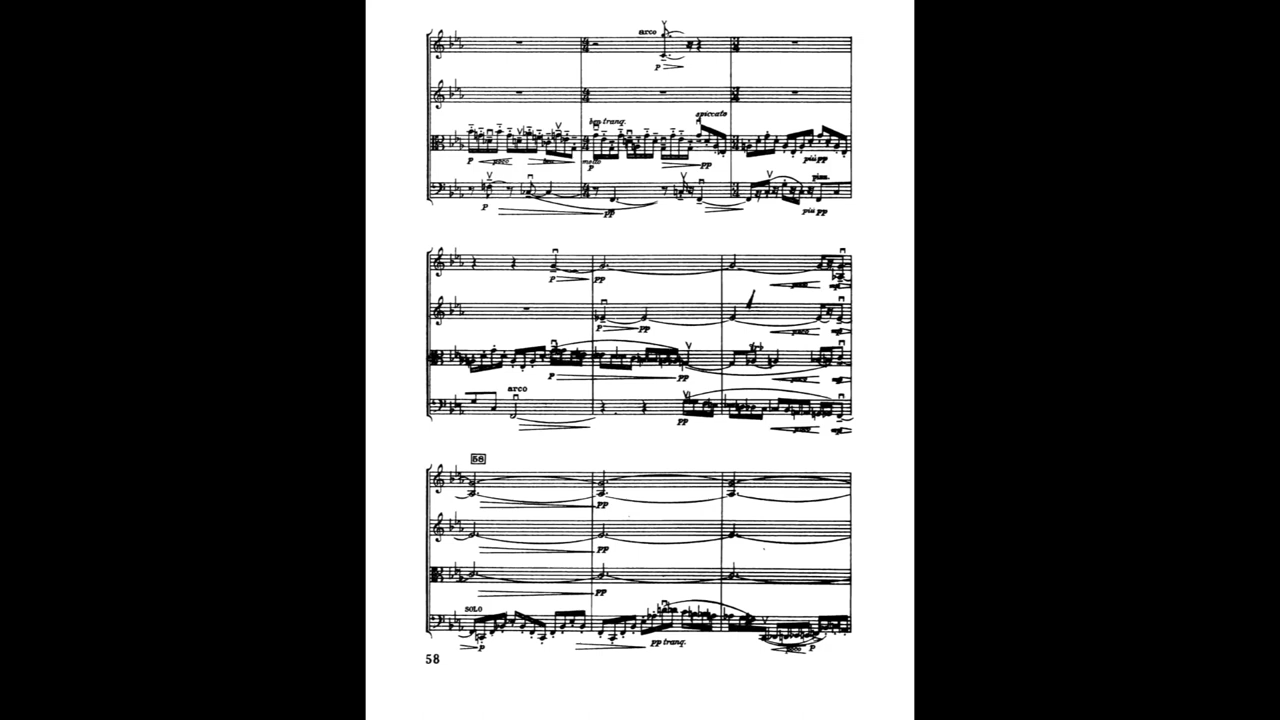 arco
p
ben tranq.
spiccato
p poco
p
pp
più pp
pizz.
p
pp
più pp
p pp
p pp
poco
p pp
poco
arco
pp
poco
58
pp
pp
pp
SOLO
p
pp tranq.
poco p
58